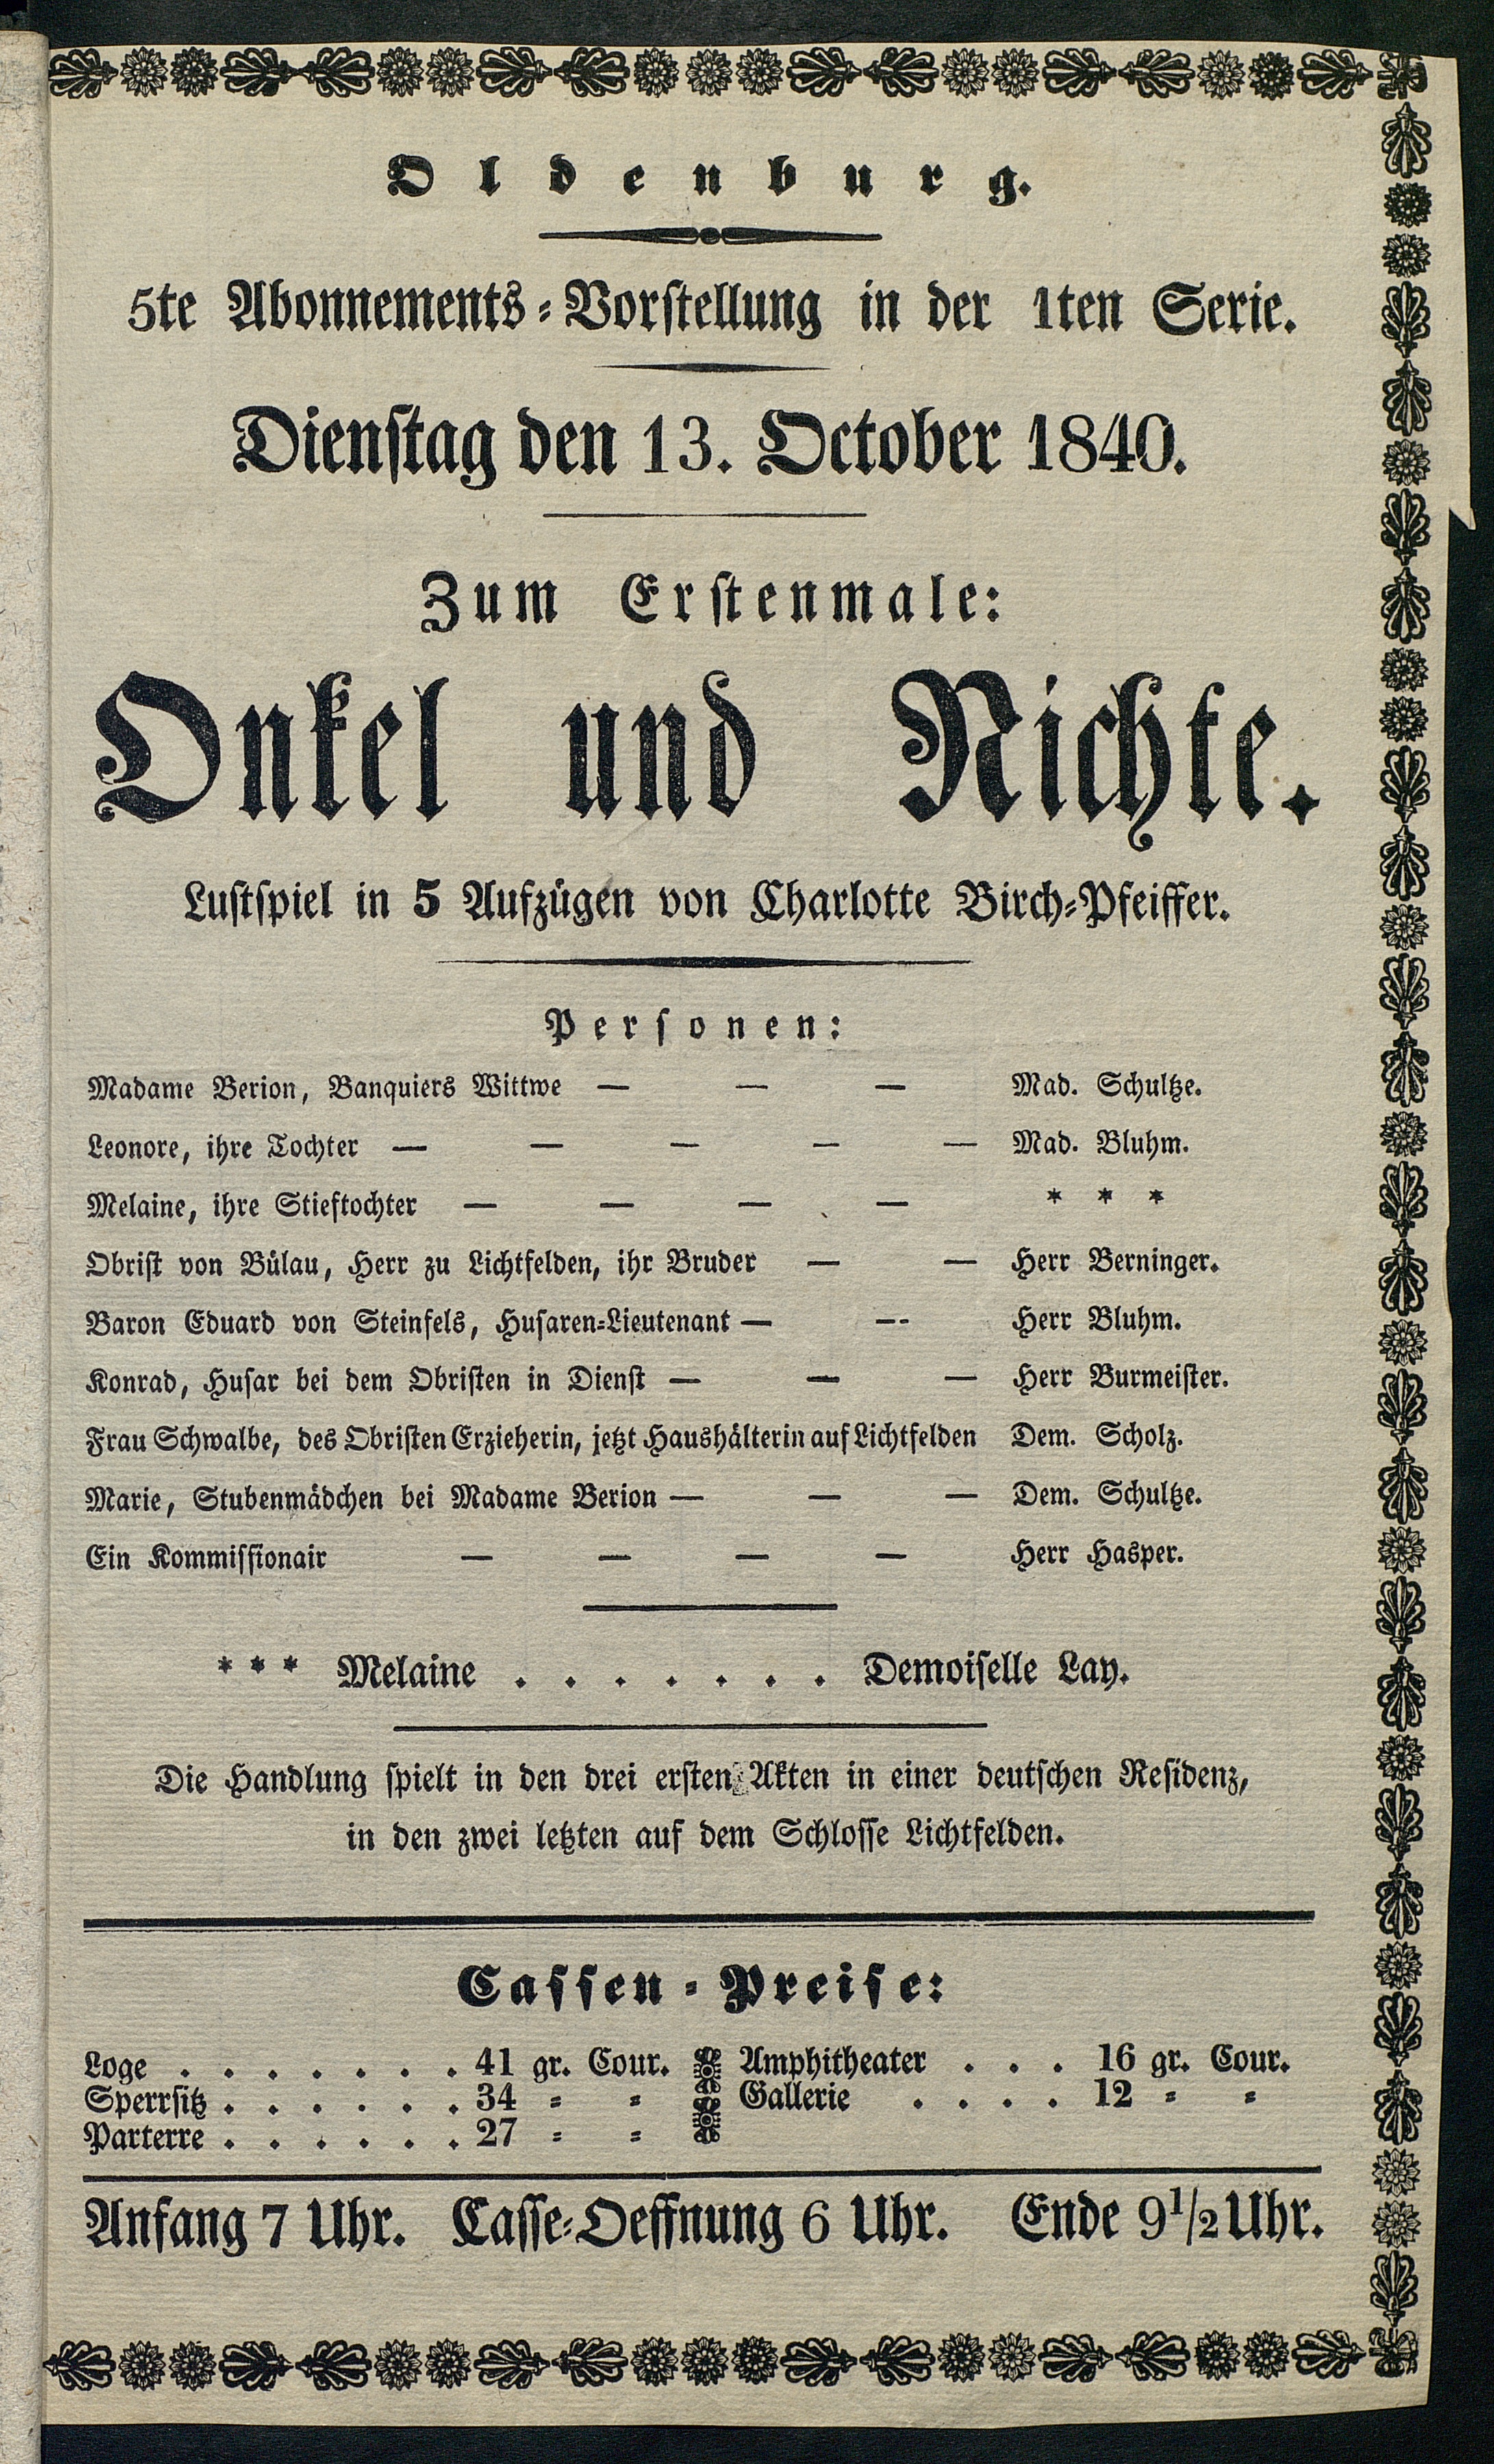 Oldenburg.
5te Abonnements-Vorstellung in der 1ten Serie.
Dienstag den 13. October 1840.
Zum Erstenmale:
Onkel und Nichte.
Lustspiel in 5 Aufzügen von Charlotte Birch-Pfeiffer.
Personen:
Madame Berion, Banquiers Wittwe — — — Mad. Schultze.
Leonore, ihre Tochter — — — — — Mad. Bluhm.
Melaine, ihre Stieftochter — — — — * * *
Obrist von Bülau, Herr zu Lichtfelden, ihr Bruder — — Herr Berninger.
Baron Eduard von Steinfels, Husaren-Lieutenant — — Herr Bluhm.
Konrad, Husar bei dem Obristen in Dienst — — — Herr Burmeister.
Frau Schwalbe, des Obristen Erzieherin, jetzt Haushälterin auf Lichtfelden Dem. Scholz.
Marie, Stubenmädchen bei Madame Berion — — — Dem. Schultze.
Ein Kommissionair — — — — Herr Hasper.
* * * Melaine . . . . . . . Demoiselle Lay.
Die Handlung spielt in den drei ersten Akten in einer deutschen Residenz,
in den zwei letzten auf dem Schlosse Lichtfelden.
Cassen-Preise:
Loge . . . . . . . 41 gr. Cour. Amphitheater . . . 16 gr. Cour.
Sperrsitz . . . . . . 34 = = Gallerie . . . . 12 = =
Parterre . . . . . . 27 = =
Anfang 7 Uhr. Casse-Oeffnung 6 Uhr. Ende 9 1/2 Uhr.